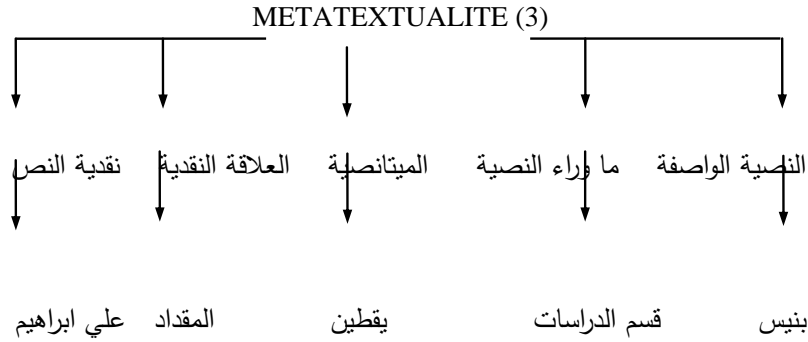 METATEXTUALITE (3)
النصية الواصفة ما وراء النصية الميتانصية العلاقة النقدية نقدية النص
بنيس قسم الدراسات يقطين المقداد علي ابراهيم